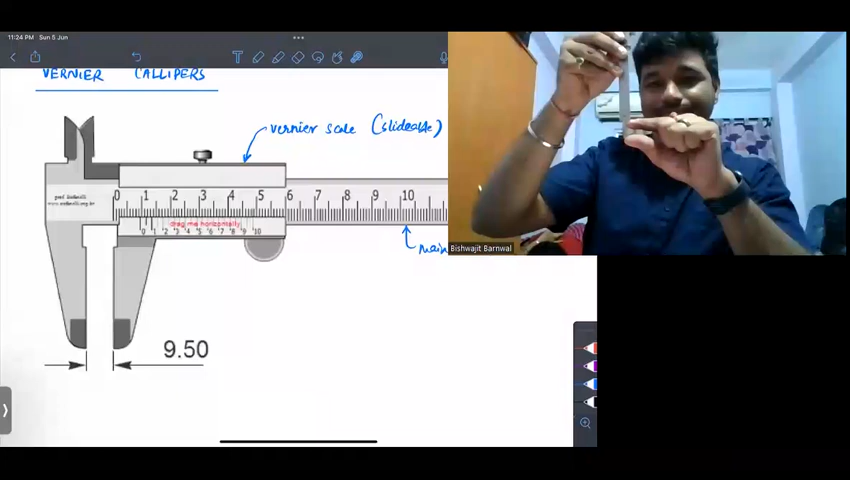 11:24 PM Sun 5 Jun
VERNIER CALLIPERS
vernier scale (slideable)
0 1 2 3 4 5 6 7 8 9 10
drag me horizontally
0 1 2 3 4 5 6 7 8 9 10
main
Bishwajit Barnwal
9.50